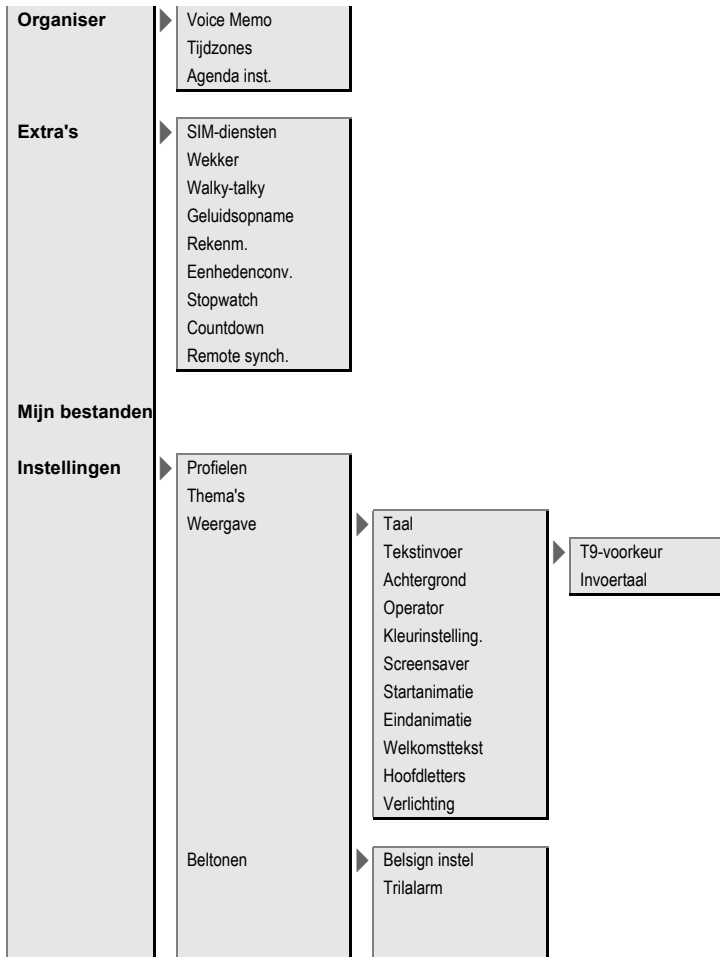 Organiser
Voice Memo
Tijdzones
Agenda inst.
Extra's
SIM-diensten
Wekker
Walky-talky
Geluidsopname
Rekenm.
Eenhedenconv.
Stopwatch
Countdown
Remote synch.
Mijn bestanden
Instellingen
Profielen
Thema's
Weergave
Taal
Tekstinvoer
T9-voorkeur
Invoertaal
Achtergrond
Operator
Kleurinstelling.
Screensaver
Startanimatie
Eindanimatie
Welkomsttekst
Hoofdletters
Verlichting
Beltonen
Belsign instel
Trilalarm